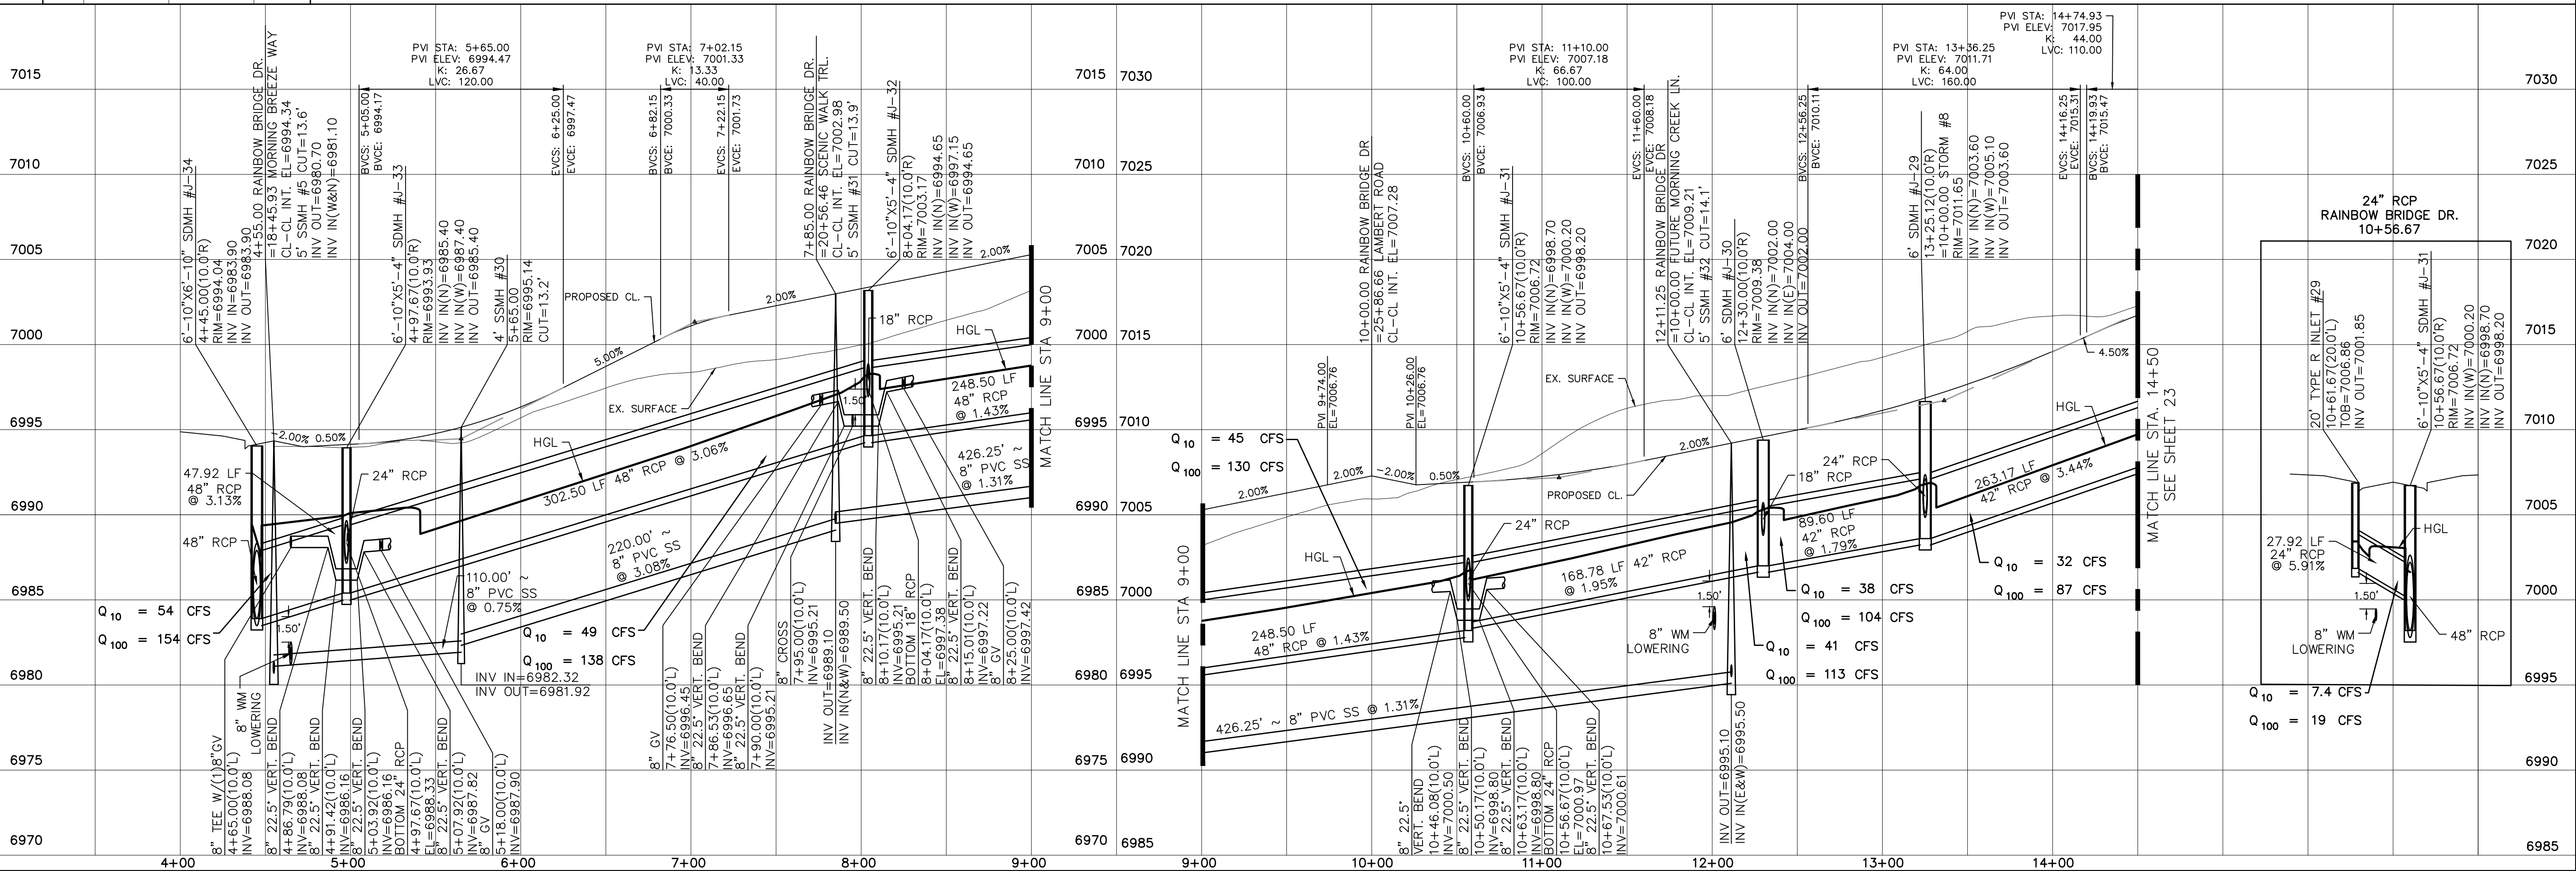 7015
7010
7005
7000
6995
6990
6985
6980
6975
6970
6'-10"X6'-10" SDMH #J-34
4+45.00(10.0'R)
RIM=6994.04
INV IN=6983.90
INV OUT=6983.90
4+55.00 RAINBOW BRIDGE DR.
=18+45.93 MORNING BREEZE WAY
CL-CL INT. EL=6994.34
5' SSMH #5 CUT=13.6'
INV OUT=6980.70
INV IN(W&N)=6981.10
PVI STA: 5+65.00
PVI ELEV: 6994.47
K: 26.67
LVC: 120.00
BVCS: 5+05.00
BVCE: 6994.17
EVCS: 6+25.00
EVCE: 6997.47
6'-10"X5'-4" SDMH #J-33
4+97.67(10.0'R)
RIM=6993.93
INV IN(N)=6985.40
INV IN(W)=6987.40
INV OUT=6985.40
4' SSMH #30
5+65.00
RIM=6995.14
CUT=13.2'
PVI STA: 7+02.15
PVI ELEV: 7001.33
K: 13.33
LVC: 40.00
BVCS: 6+82.15
BVCE: 7000.33
EVCS: 7+22.15
EVCE: 7001.73
7+85.00 RAINBOW BRIDGE DR.
=20+56.46 SCENIC WALK TRL.
CL-CL INT. EL=7002.98
5' SSMH #31 CUT=13.9'
6'-10"X5'-4" SDMH #J-32
8+04.17(10.0'R)
RIM=7003.17
INV IN(N)=6994.65
INV IN(W)=6997.15
INV OUT=6994.65
PROPOSED CL.
2.00%
2.00%
5.00%
EX. SURFACE
-2.00%
0.50%
HGL
18" RCP
HGL
1.50'
248.50 LF
48" RCP
@ 1.43%
426.25' ~
8" PVC SS
@ 1.31%
MATCH LINE STA 9+00
47.92 LF
48" RCP
@ 3.13%
24" RCP
302.50 LF 48" RCP @ 3.06%
48" RCP
220.00' ~
8" PVC SS
@ 3.08%
110.00' ~
8" PVC SS
@ 0.75%
Q10 = 54 CFS
Q100 = 154 CFS
1.50'
Q10 = 49 CFS
Q100 = 138 CFS
INV IN=6982.32
INV OUT=6981.92
8" WM
LOWERING
8" TEE W/(1)8"GV
4+65.00(10.0'L)
INV=6988.08
8" 22.5° VERT. BEND
4+86.79(10.0'L)
INV=6988.08
8" 22.5° VERT. BEND
4+91.42(10.0'L)
INV=6986.16
8" 22.5° VERT. BEND
5+03.92(10.0'L)
INV=6986.16
BOTTOM 24" RCP
4+97.67(10.0'L)
EL=6988.33
8" 22.5° VERT. BEND
5+07.92(10.0'L)
INV=6987.82
8" GV
5+18.00(10.0'L)
INV=6987.90
8" GV
7+76.50(10.0'L)
INV=6996.45
8" 22.5° VERT. BEND
7+86.53(10.0'L)
INV=6996.65
8" 22.5° VERT. BEND
7+90.00(10.0'L)
INV=6995.21
8" CROSS
7+95.00(10.0'L)
INV=6995.21
INV OUT=6989.10
INV IN(N&W)=6989.50
8" 22.5° VERT. BEND
8+10.17(10.0'L)
INV=6995.21
BOTTOM 18" RCP
8+04.17(10.0'L)
EL=6997.38
8" 22.5° VERT. BEND
8+15.01(10.0'L)
INV=6997.22
8" GV
8+25.00(10.0'L)
INV=6997.42
4+00
5+00
6+00
7+00
8+00
9+00
7015 7030
7010 7025
7005 7020
7000 7015
6995 7010
6990 7005
6985 7000
6980 6995
6975 6990
6970 6985
MATCH LINE STA 9+00
Q10 = 45 CFS
Q100 = 130 CFS
PVI 9+74.00
EL=7006.76
PVI 10+26.00
EL=7006.76
10+00.00 RAINBOW BRIDGE DR
=25+86.66 LAMBERT ROAD
CL-CL INT. EL=7007.28
PVI STA: 11+10.00
PVI ELEV: 7007.18
K: 66.67
LVC: 100.00
BVCS: 10+60.00
BVCE: 7006.93
EVCS: 11+60.00
EVCE: 7008.18
6'-10"X5'-4" SDMH #J-31
10+56.67(10.0'R)
RIM=7006.72
INV IN(N)=6998.70
INV IN(W)=7000.20
INV OUT=6998.20
12+11.25 RAINBOW BRIDGE DR
=10+00.00 FUTURE MORNING CREEK LN.
CL-CL INT. EL=7009.21
5' SSMH #32 CUT=14.1'
6' SDMH #J-30
12+30.00(10.0'R)
RIM=7009.38
INV IN(N)=7002.00
INV IN(E)=7004.00
INV OUT=7002.00
PVI STA: 13+36.25
PVI ELEV: 7011.71
K: 64.00
LVC: 160.00
BVCS: 12+56.25
BVCE: 7010.11
EVCS: 14+16.25
EVCE: 7015.31
PVI STA: 14+74.93
PVI ELEV: 7017.95
K: 44.00
LVC: 110.00
BVCS: 14+19.93
BVCE: 7015.47
6' SDMH #J-29
13+25.12(10.0'R)
=10+00.00 STORM #8
RIM=7011.65
INV IN(N)=7003.60
INV IN(W)=7005.10
INV OUT=7003.60
EX. SURFACE
2.00%
2.00%
-2.00%
0.50%
2.00%
4.50%
PROPOSED CL.
HGL
HGL
24" RCP
18" RCP
24" RCP
263.17 LF
42" RCP @ 3.44%
89.60 LF
42" RCP
@ 1.79%
168.78 LF 42" RCP
@ 1.95%
248.50 LF
48" RCP @ 1.43%
426.25' ~ 8" PVC SS @ 1.31%
1.50'
8" WM
LOWERING
Q10 = 32 CFS
Q100 = 87 CFS
Q10 = 38 CFS
Q100 = 104 CFS
Q10 = 41 CFS
Q100 = 113 CFS
MATCH LINE STA. 14+50
SEE SHEET 23
8" 22.5°
VERT. BEND
10+46.08(10.0'L)
INV=7000.50
8" 22.5° VERT. BEND
10+50.17(10.0'L)
INV=6998.80
8" 22.5° VERT. BEND
10+63.17(10.0'L)
INV=6998.80
BOTTOM 24" RCP
10+56.67(10.0'L)
EL=7000.97
8" 22.5° VERT. BEND
10+67.53(10.0'L)
INV=7000.61
INV OUT=6995.10
INV IN(E&W)=6995.50
9+00
10+00
11+00
12+00
13+00
14+00
24" RCP
RAINBOW BRIDGE DR.
10+56.67
20' TYPE R INLET #29
10+61.67(20.0'L)
TOB=7006.86
INV OUT=7001.85
6'-10"X5'-4" SDMH #J-31
10+56.67(10.0'R)
RIM=7006.72
INV IN(W)=7000.20
INV IN(N)=6998.70
INV OUT=6998.20
HGL
27.92 LF
24" RCP
@ 5.91%
1.50'
8" WM
LOWERING
48" RCP
Q10 = 7.4 CFS
Q100 = 19 CFS
7030
7025
7020
7015
7010
7005
7000
6995
6990
6985